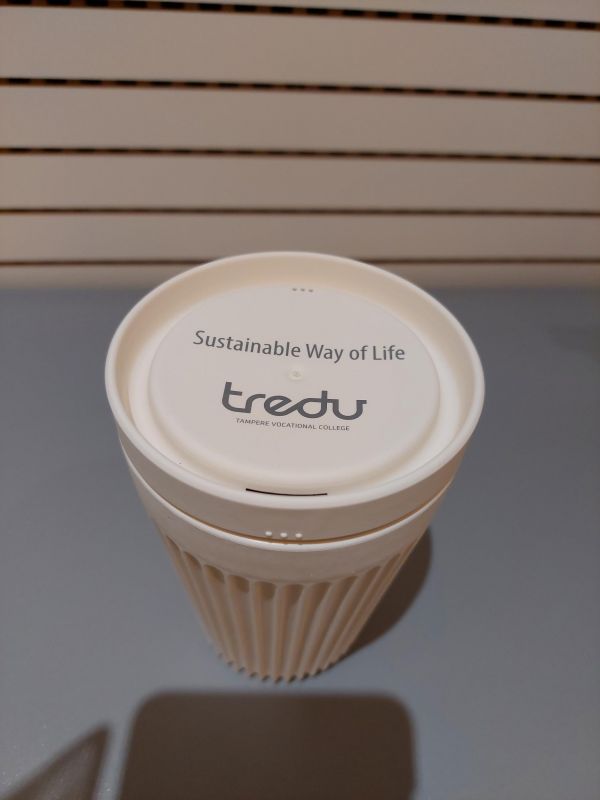 Sustainable Way of Life
tredu
TAMPERE VOCATIONAL COLLEGE